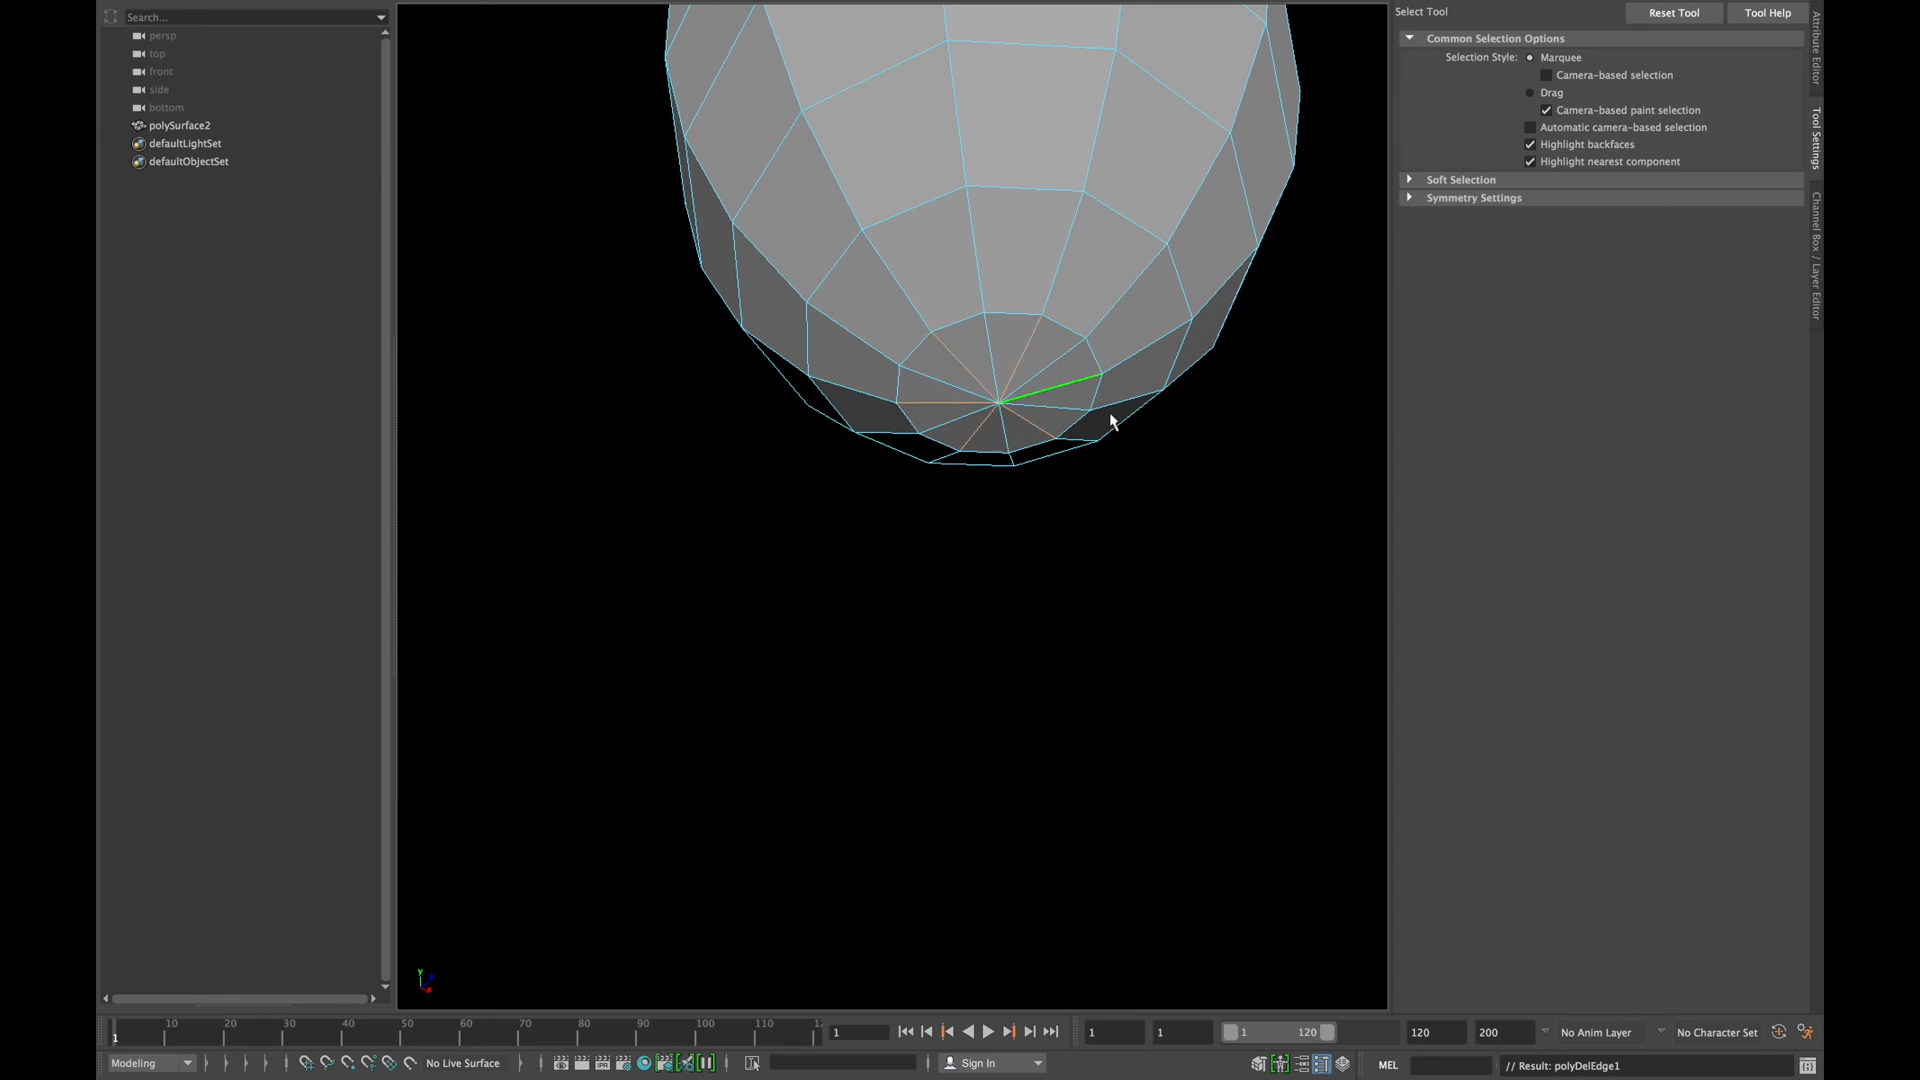 Search...
persp
top
front
side
bottom
polySurface2
defaultLightSet
defaultObjectSet
y
Select Tool
Reset Tool
Tool Help
Common Selection Options
Selection Style: Marquee
Camera-based selection
Drag
Camera-based paint selection
Automatic camera-based selection
Highlight backfaces
Highlight nearest component
Soft Selection
Symmetry Settings
Attribute Editor
Tool Settings
Channel Box / Layer Editor
1 10 20 30 40 50 60 70 80 90 100 110
1
1 1 1 120 120 200 No Anim Layer No Character Set
Modeling No Live Surface Sign In MEL // Result: polyDelEdge1